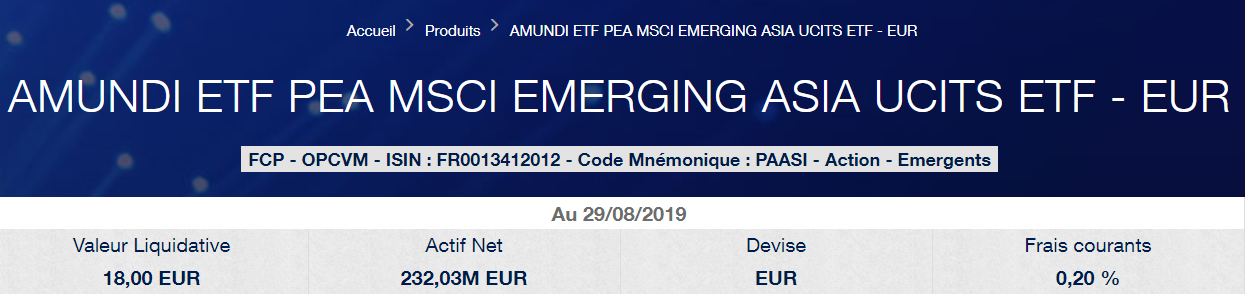 Accueil > Produits > AMUNDI ETF PEA MSCI EMERGING ASIA UCITS ETF - EUR
AMUNDI ETF PEA MSCI EMERGING ASIA UCITS ETF - EUR
FCP - OPCVM - ISIN : FR0013412012 - Code Mnémonique : PAASI - Action - Emergents
Au 29/08/2019
Valeur Liquidative Actif Net Devise Frais courants
18,00 EUR 232,03M EUR EUR 0,20 %